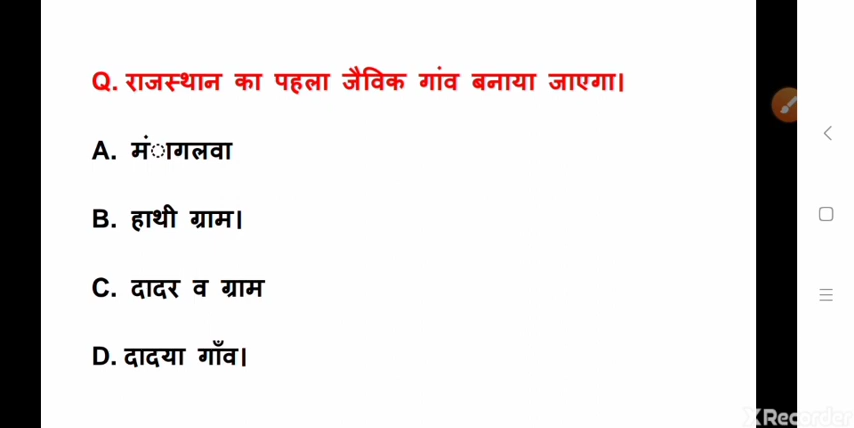 Q. राजस्थान का पहला जैविक गांव बनाया जाएगा।
A. मंागलवा
B. हाथी ग्राम।
C. दादर व ग्राम
D. दादया गाँव।
XRecorder